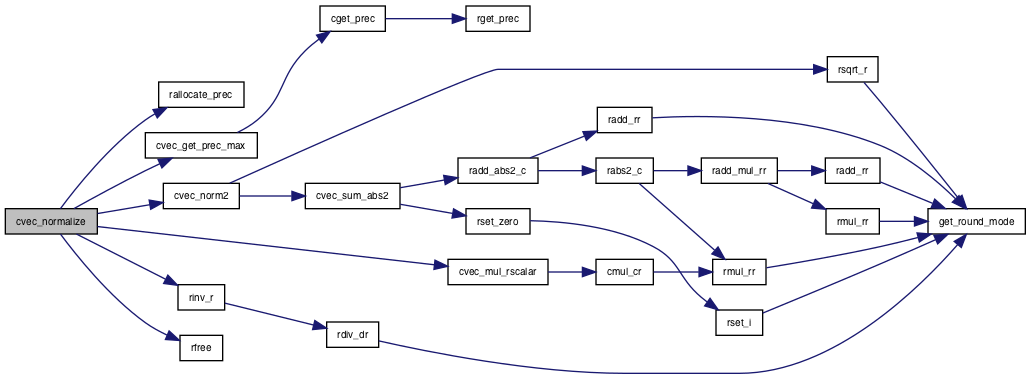 cget_prec
rget_prec
rsqrt_r
rallocate_prec
radd_rr
cvec_get_prec_max
radd_abs2_c
rabs2_c
radd_mul_rr
radd_rr
cvec_norm2
cvec_sum_abs2
cvec_normalize
rset_zero
rmul_rr
get_round_mode
cvec_mul_rscalar
cmul_cr
rmul_rr
rinv_r
rset_i
rdiv_dr
rfree